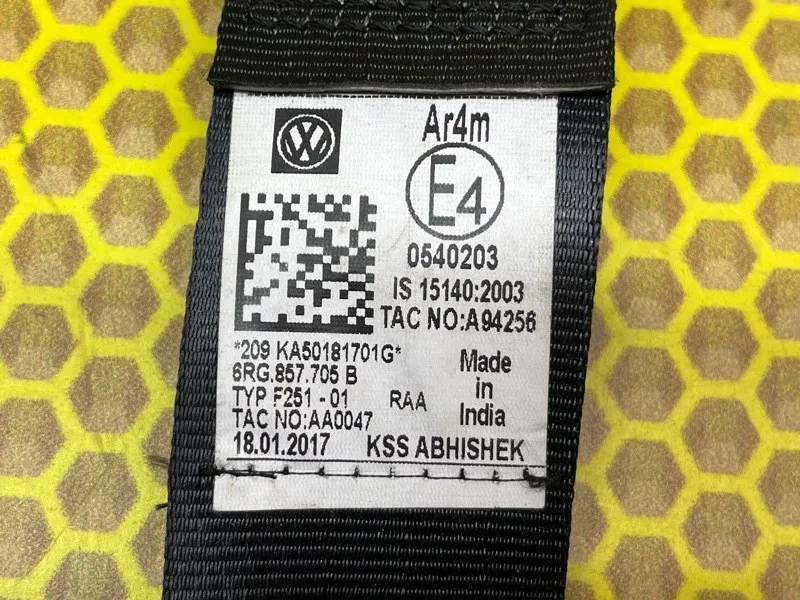 Ar4m
E4
0540203
IS 15140:2003
TAC NO:A94256
*209 KA50181701G*
6RG.857.705 B
TYP F251 - 01 RAA
TAC NO:AA0047
Made
in
India
18.01.2017 KSS ABHISHEK